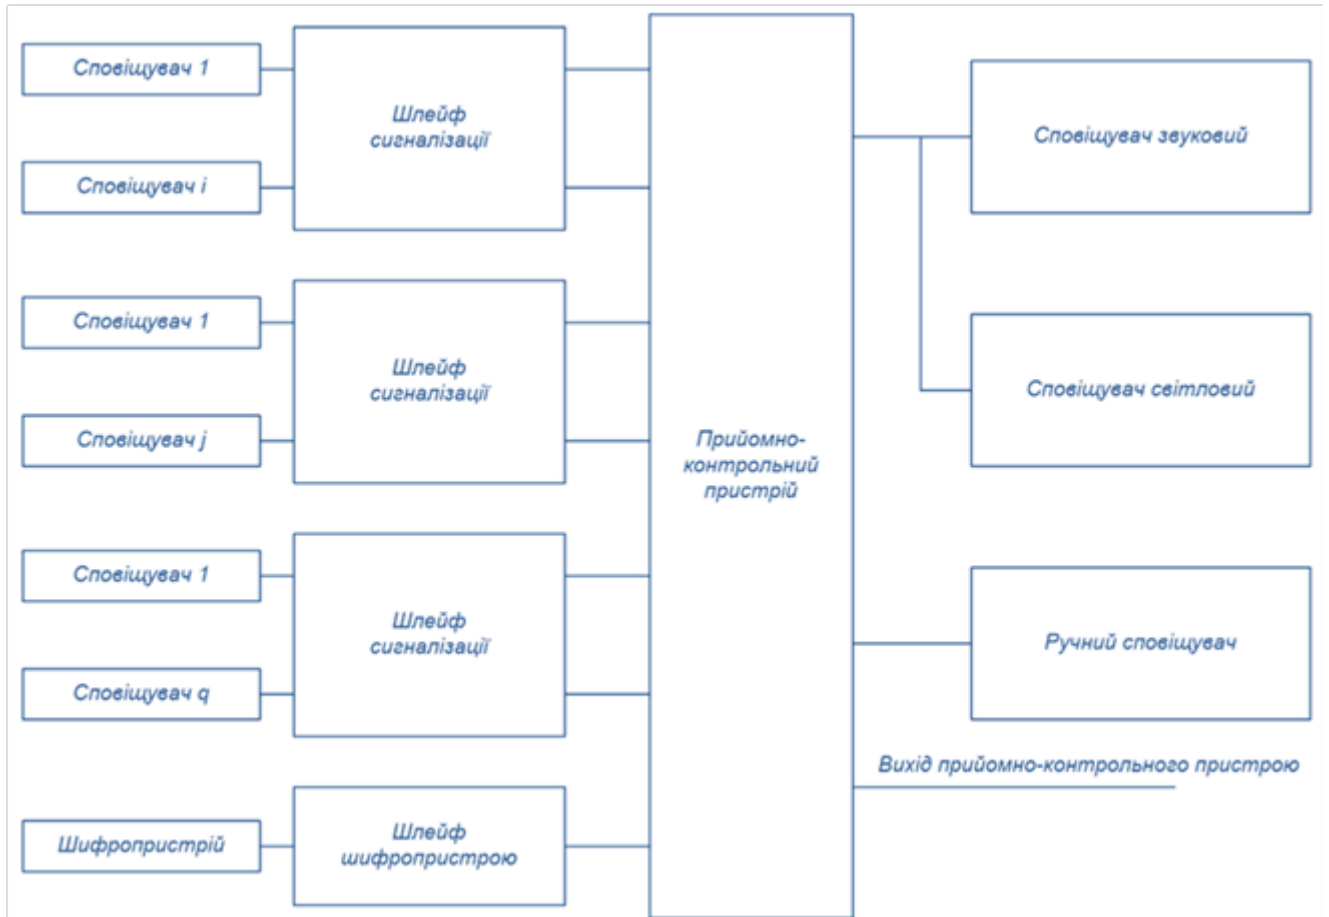 Сповіщувач 1
Сповіщувач i
Шлейф
сигналізації
Сповіщувач 1
Сповіщувач j
Шлейф
сигналізації
Сповіщувач 1
Сповіщувач q
Шлейф
сигналізації
Шифропристрій
Шлейф
шифропристрою
Прийомно-
контрольний
пристрій
Сповіщувач звуковий
Сповіщувач світловий
Ручний сповіщувач
Вихід прийомно-контрольного пристрою